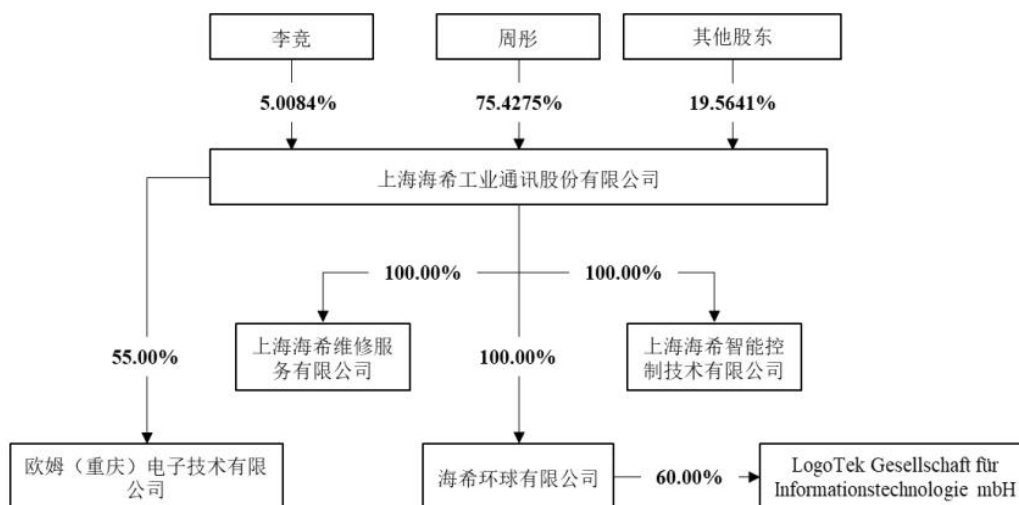 李竞
周彤
其他股东
5.0084%
75.4275%
19.5641%
上海海希工业通讯股份有限公司
100.00%
100.00%
上海海希维修服
务有限公司
上海海希智能控
制技术有限公司
55.00%
100.00%
欧姆（重庆）电子技术有限
公司
海希环球有限公司
60.00%
LogoTek Gesellschaft für
Informationstechnologie mbH